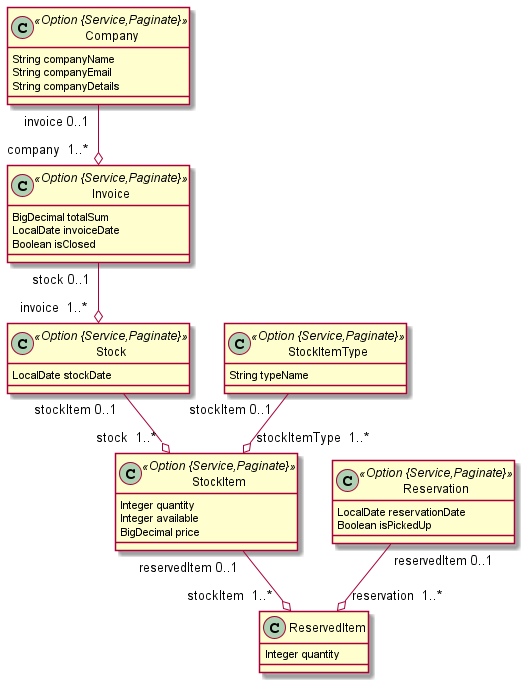 C «Option {Service,Paginate}»
Company
String companyName
String companyEmail
String companyDetails
invoice 0..1
company 1..*
C «Option {Service,Paginate}»
Invoice
BigDecimal totalSum
LocalDate invoiceDate
Boolean isClosed
stock 0..1
invoice 1..*
C «Option {Service,Paginate}»
Stock
LocalDate stockDate
C «Option {Service,Paginate}»
StockItemType
String typeName
stockItem 0..1
stockItem 0..1
stock 1..*
stockItemType 1..*
C «Option {Service,Paginate}»
StockItem
Integer quantity
Integer available
BigDecimal price
C «Option {Service,Paginate}»
Reservation
LocalDate reservationDate
Boolean isPickedUp
reservedItem 0..1
reservedItem 0..1
stockItem 1..*
reservation 1..*
C ReservedItem
Integer quantity